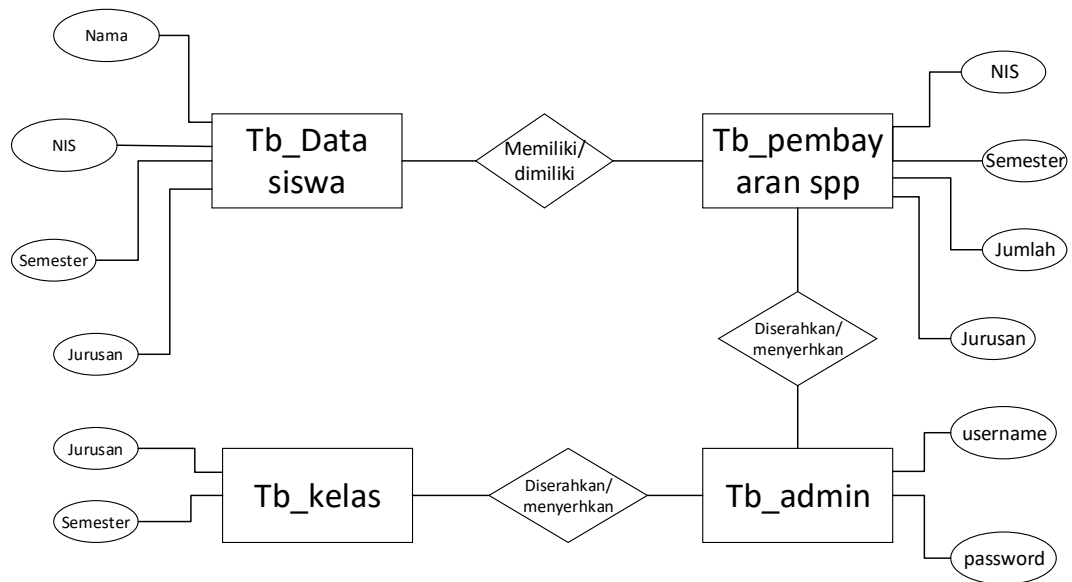 Nama
NIS
Tb_Data
siswa
Semester
Jurusan
Memiliki/
dimiliki
Tb_pembay
aran spp
NIS
Semester
Jumlah
Jurusan
Diserahkan/
menyerhkan
Jurusan
Semester
Tb_kelas
Diserahkan/
menyerhkan
Tb_admin
username
password